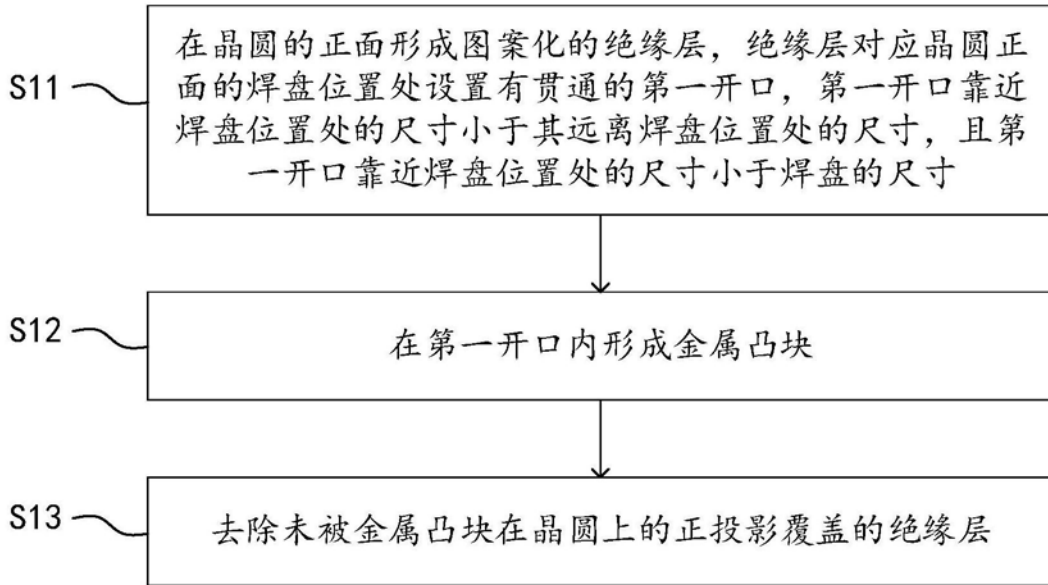 S11
在晶圆的正面形成图案化的绝缘层，绝缘层对应晶圆正
面的焊盘位置处设置有贯通的第一开口，第一开口靠近
焊盘位置处的尺寸小于其远离焊盘位置处的尺寸，且第
一开口靠近焊盘位置处的尺寸小于焊盘的尺寸
S12
在第一开口内形成金属凸块
S13
去除未被金属凸块在晶圆上的正投影覆盖的绝缘层